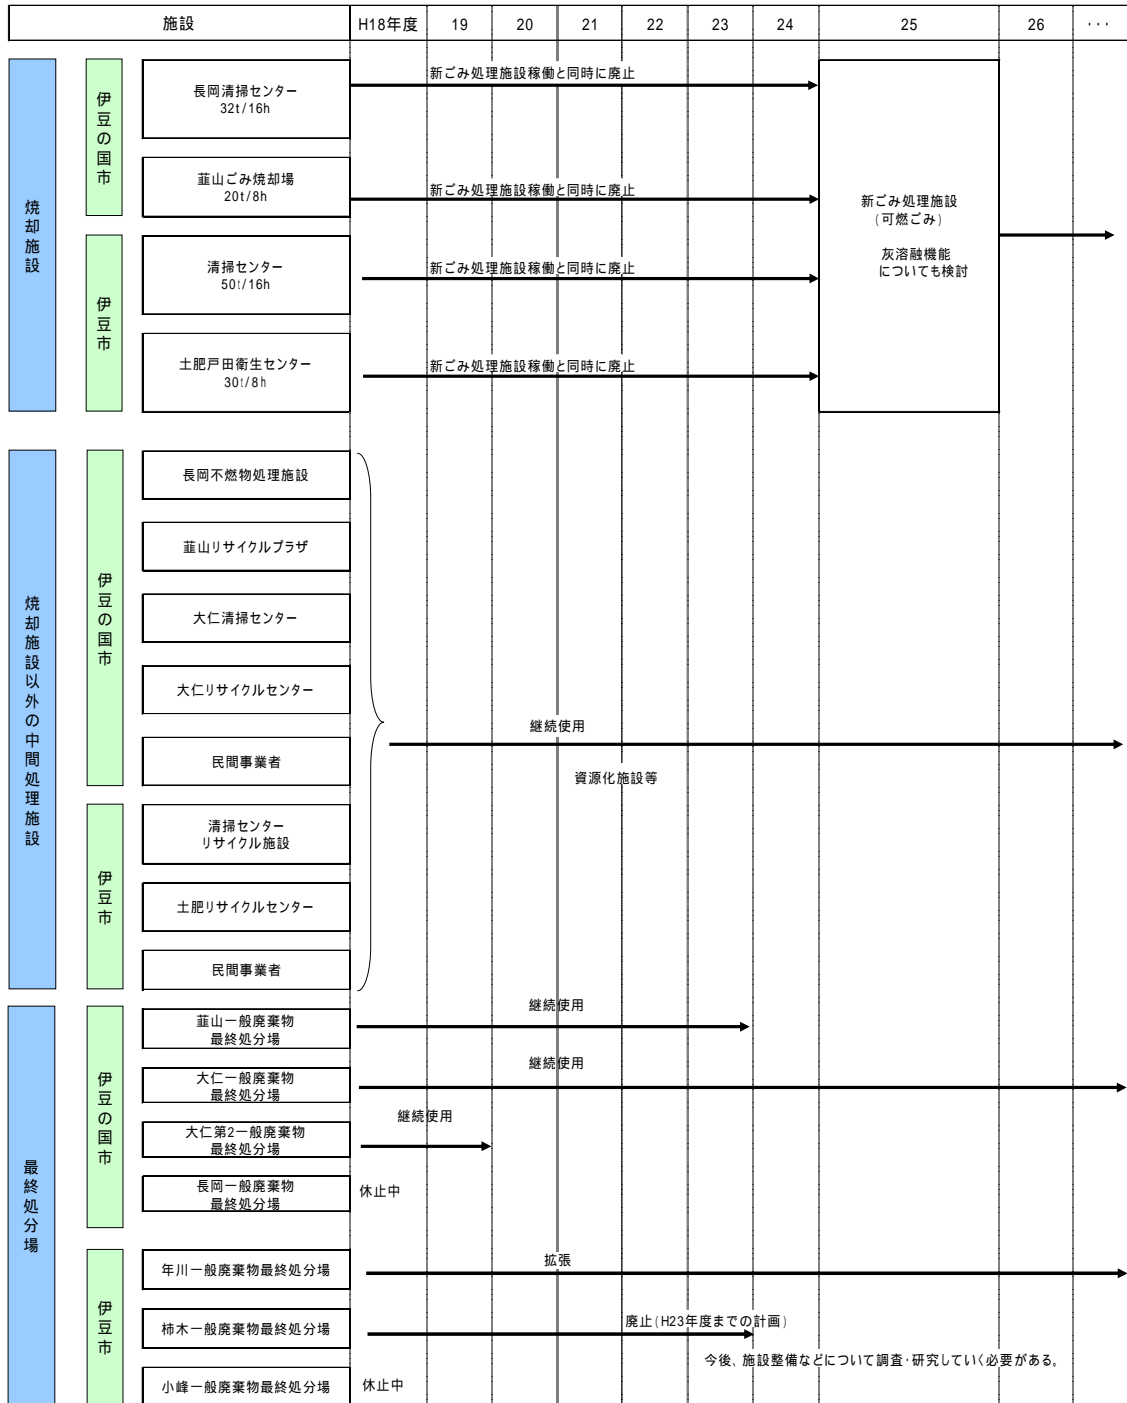 施設 H18年度 19 20 21 22 23 24 25 26 ･･･
焼却施設
伊豆の国市
長岡清掃センター
32t/16h
新ごみ処理施設稼働と同時に廃止
韮山ごみ焼却場
20t/8h
新ごみ処理施設稼働と同時に廃止
伊豆市
清掃センター
50t/16h
新ごみ処理施設稼働と同時に廃止
土肥戸田衛生センター
30t/8h
新ごみ処理施設稼働と同時に廃止
新ごみ処理施設
(可燃ごみ)
灰溶融機能
についても検討
焼却施設以外の中間処理施設
伊豆の国市
長岡不燃物処理施設
韮山リサイクルプラザ
大仁清掃センター
大仁リサイクルセンター
民間事業者
伊豆市
清掃センター
リサイクル施設
土肥リサイクルセンター
民間事業者
継続使用
資源化施設等
最終処分場
伊豆の国市
韮山一般廃棄物
最終処分場
継続使用
大仁一般廃棄物
最終処分場
継続使用
大仁第2一般廃棄物
最終処分場
継続使用
長岡一般廃棄物
最終処分場
休止中
伊豆市
年川一般廃棄物最終処分場
拡張
柿木一般廃棄物最終処分場
廃止(H23年度までの計画)
今後、施設整備などについて調査･研究していく必要がある。
小峰一般廃棄物最終処分場
休止中